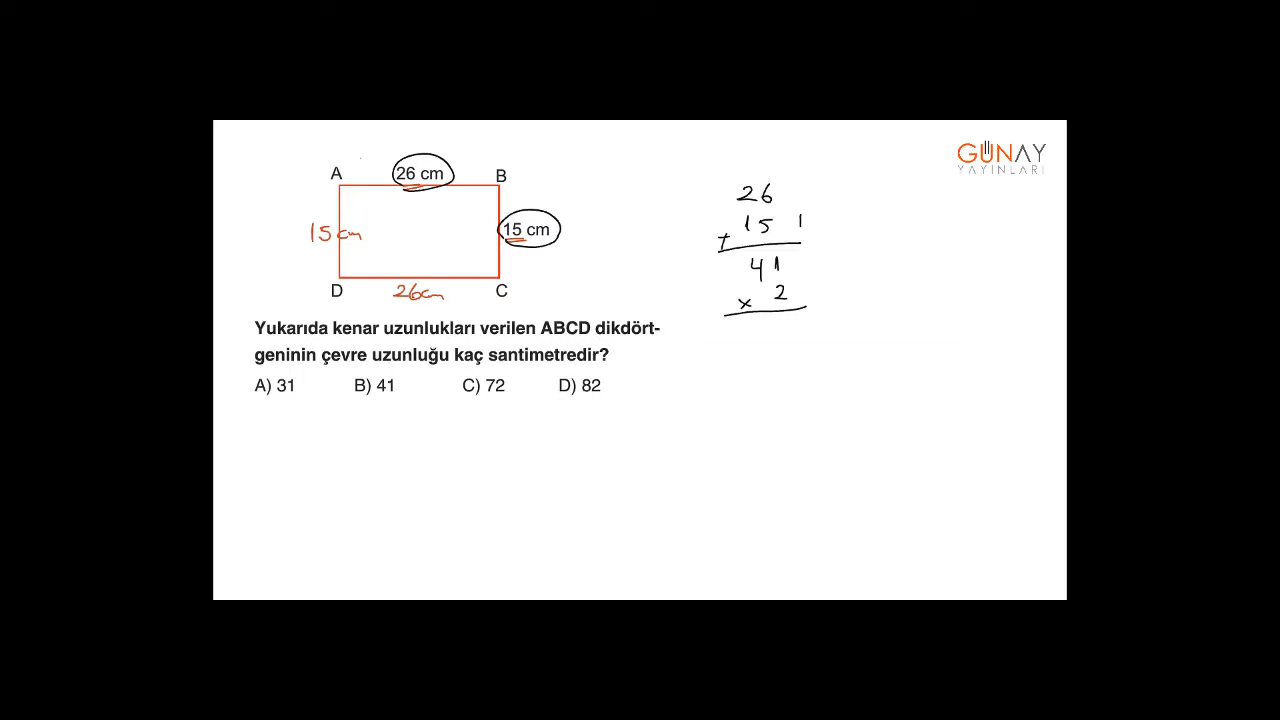 GÜNAY
YAYINLARI
A
26 cm
B
15 cm
15 cm
D
26cm
C
26
15 1
+
41
x 2
Yukarıda kenar uzunlukları verilen ABCD dikdört-
geninin çevre uzunluğu kaç santimetredir?
A) 31 B) 41 C) 72 D) 82